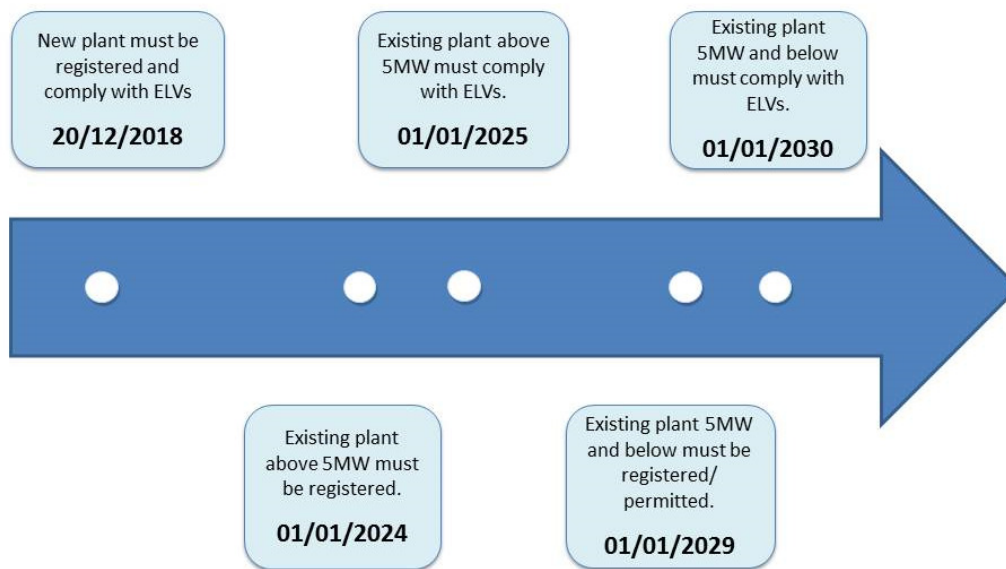 New plant must be
registered and
comply with ELVs
20/12/2018
Existing plant above
5MW must comply
with ELVs.
01/01/2025
Existing plant
5MW and below
must comply with
ELVs.
01/01/2030
Existing plant
above 5MW must
be registered.
01/01/2024
Existing plant 5MW
and below must be
registered/
permitted.
01/01/2029